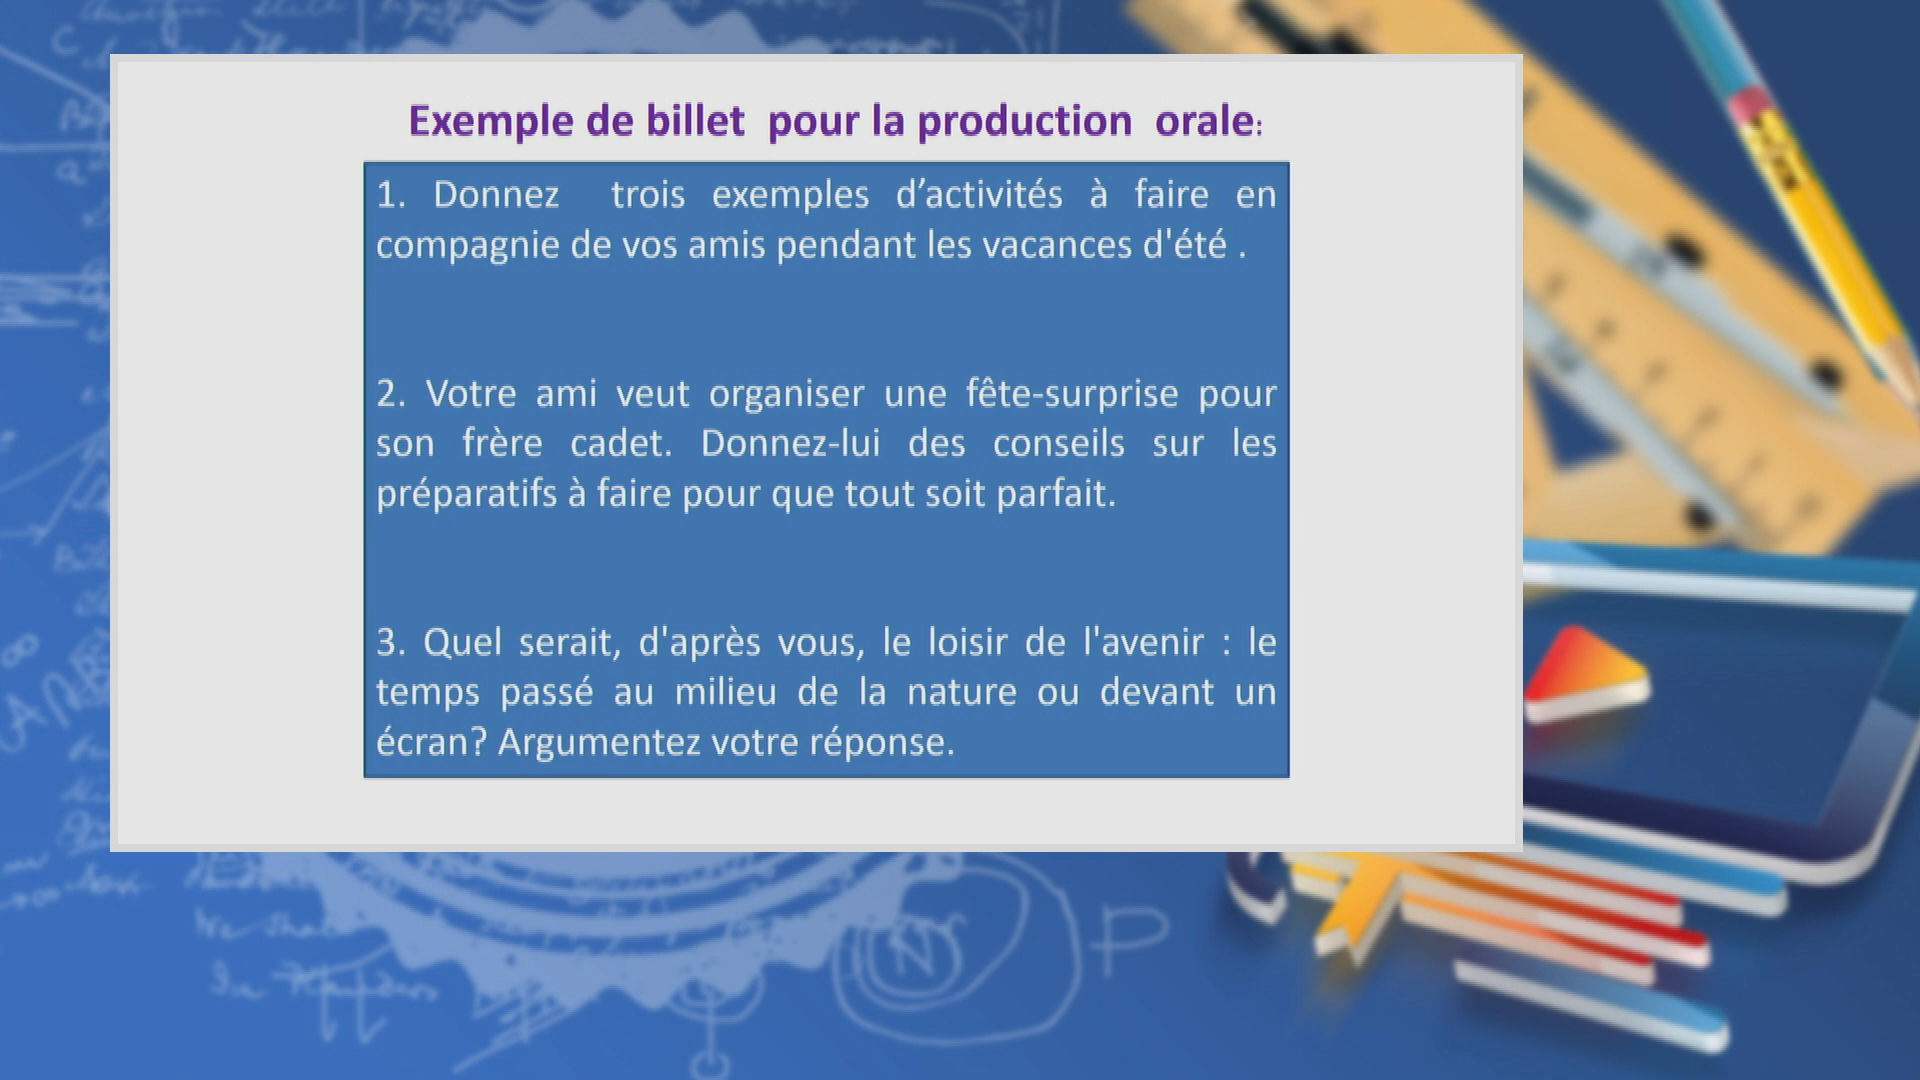 Exemple de billet pour la production orale:
1. Donnez trois exemples d’activités à faire en
compagnie de vos amis pendant les vacances d'été .
2. Votre ami veut organiser une fête-surprise pour
son frère cadet. Donnez-lui des conseils sur les
préparatifs à faire pour que tout soit parfait.
3. Quel serait, d'après vous, le loisir de l'avenir : le
temps passé au milieu de la nature ou devant un
écran? Argumentez votre réponse.